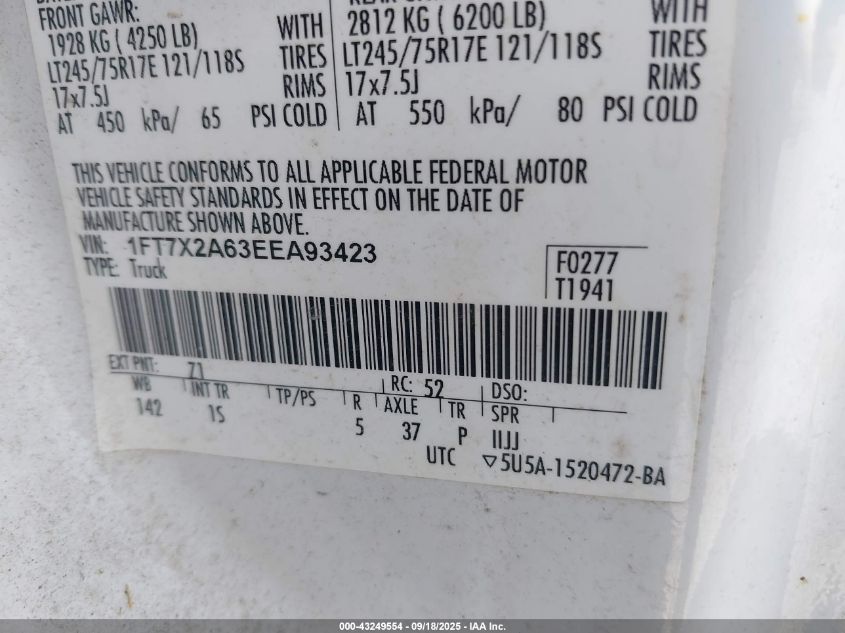 FRONT GAWR:
1928 KG ( 4250 LB) WITH
LT245/75R17E 121/118S TIRES
17x7.5J RIMS
AT 450 kPa/ 65 PSI COLD
2812 KG ( 6200 LB) WITH
LT245/75R17E 121/118S TIRES
17x7.5J RIMS
AT 550 kPa/ 80 PSI COLD
THIS VEHICLE CONFORMS TO ALL APPLICABLE FEDERAL MOTOR
VEHICLE SAFETY STANDARDS IN EFFECT ON THE DATE OF
MANUFACTURE SHOWN ABOVE.
VIN: 1FT7X2A63EEA93423
TYPE: Truck
F0277
T1941
EXT PNT: Z1 RC: 52 DSO:
WB INT TR TP/PS R AXLE TR SPR
142 1S 5 37 P IIJJ
UTC ▽5U5A-1520472-BA
000-43249554 - 09/18/2025 - IAA Inc.